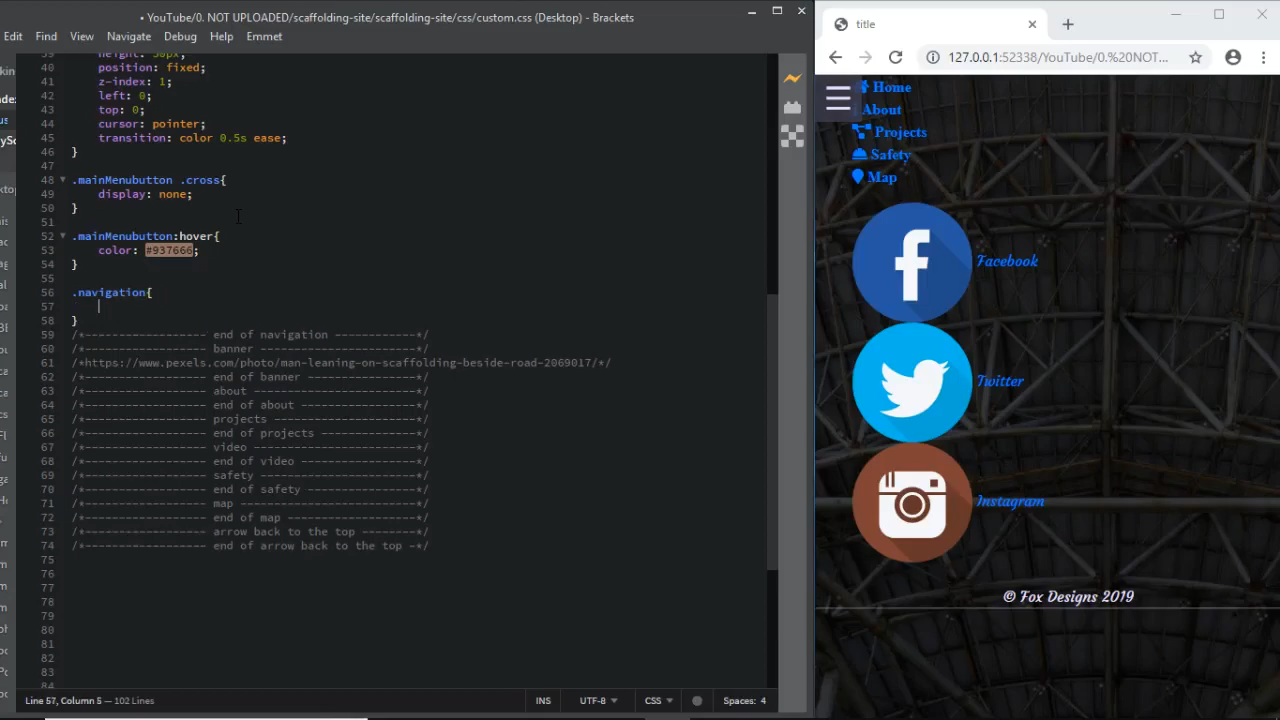 • YouTube/0. NOT UPLOADED/scaffolding-site/scaffolding-site/css/custom.css (Desktop) - Brackets
Edit Find View Navigate Debug Help Emmet
40 position: fixed;
41 z-index: 1;
42 left: 0;
43 top: 0;
44 cursor: pointer;
45 transition: color 0.5s ease;
46 }
47
48 .mainMenubutton .cross{
49 display: none;
50 }
51
52 .mainMenubutton:hover{
53 color: #937666;
54 }
55
56 .navigation{
57
58 }
59 /*----------------- end of navigation ------------*/
60 /*----------------- banner -----------------------*/
61 /*https://www.pexels.com/photo/man-leaning-on-scaffolding-beside-road-2069017/*/
62 /*----------------- end of banner ----------------*/
63 /*----------------- about ------------------------*/
64 /*----------------- end of about -----------------*/
65 /*----------------- projects ---------------------*/
66 /*----------------- end of projects --------------*/
67 /*----------------- video ------------------------*/
68 /*----------------- end of video -----------------*/
69 /*----------------- safety -----------------------*/
70 /*----------------- end of safety ----------------*/
71 /*----------------- map --------------------------*/
72 /*----------------- end of map -------------------*/
73 /*----------------- arrow back to the top --------*/
74 /*----------------- end of arrow back to the top -*/
75
76
77
78
79
80
81
82
83
Line 57, Column 5 — 102 Lines
INS UTF-8 CSS Spaces: 4
title
127.0.0.1:52338/YouTube/0.%20NOT...
Home
About
Projects
Safety
Map
Facebook
Twitter
Instagram
© Fox Designs 2019